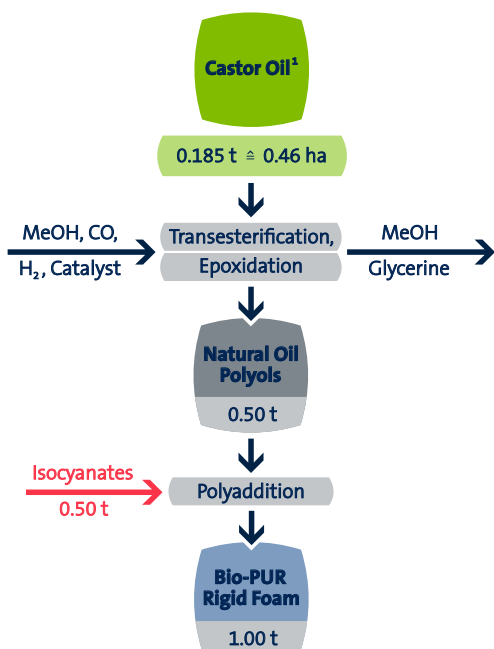 Castor Oil¹
0.185 t ≙ 0.46 ha
MeOH, CO,
H₂, Catalyst
Transesterification,
Epoxidation
MeOH
Glycerine
Natural Oil
Polyols
0.50 t
Isocyanates
0.50 t
Polyaddition
Bio-PUR
Rigid Foam
1.00 t